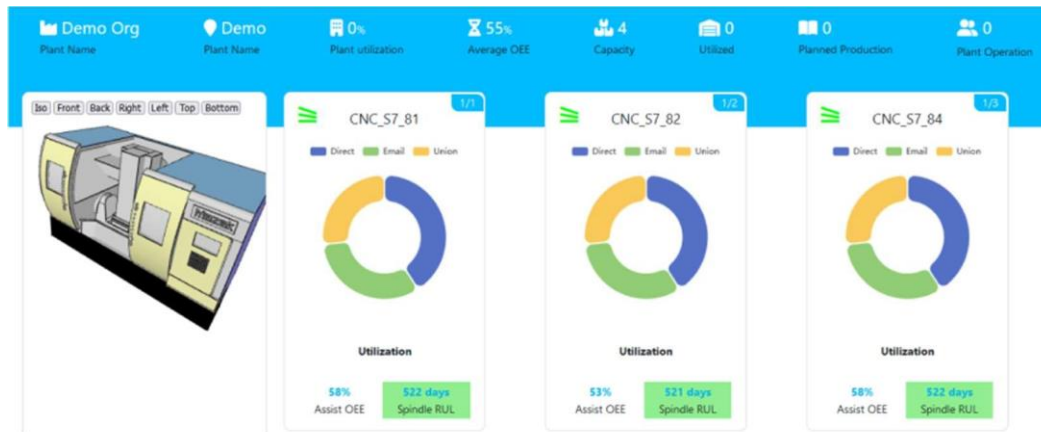 Demo Org
Plant Name
Demo
Plant Name
0%
Plant utilization
55%
Average OEE
4
Capacity
0
Utilized
0
Planned Production
0
Plant Operation
Iso Front Back Right Left Top Bottom
1/1
CNC_S7_81
Direct Email Union
Utilization
58%
Assist OEE
522 days
Spindle RUL
1/2
CNC_S7_82
Direct Email Union
Utilization
53%
Assist OEE
521 days
Spindle RUL
1/3
CNC_S7_84
Direct Email Union
Utilization
58%
Assist OEE
522 days
Spindle RUL